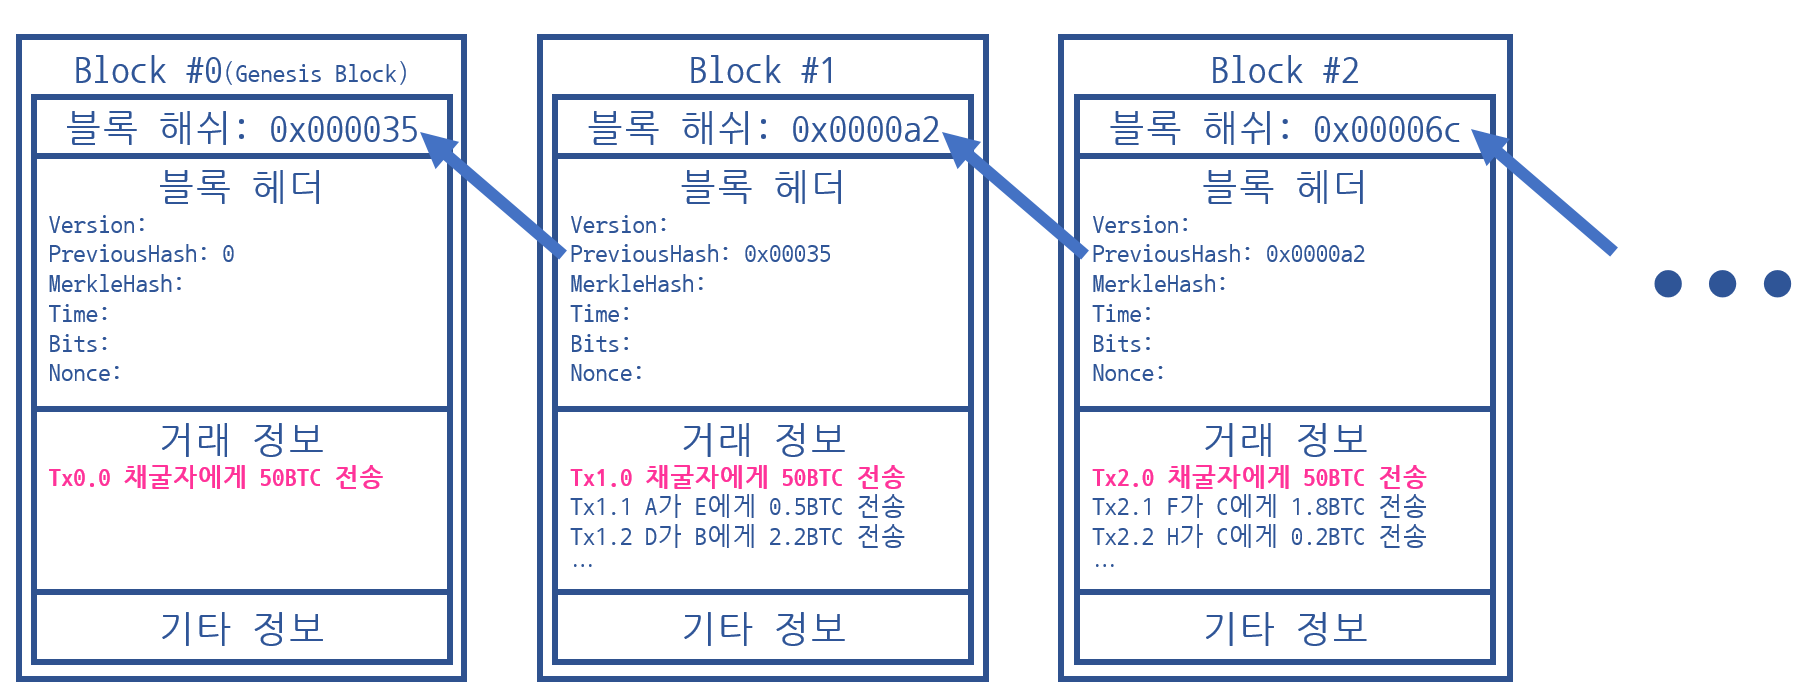 Block #0(Genesis Block)
블록 해쉬: 0x000035
블록 헤더
Version:
PreviousHash: 0
MerkleHash:
Time:
Bits:
Nonce:
거래 정보
Tx0.0 채굴자에게 50BTC 전송
기타 정보
Block #1
블록 해쉬: 0x0000a2
블록 헤더
Version:
PreviousHash: 0x00035
MerkleHash:
Time:
Bits:
Nonce:
거래 정보
Tx1.0 채굴자에게 50BTC 전송
Tx1.1 A가 E에게 0.5BTC 전송
Tx1.2 D가 B에게 2.2BTC 전송
…
기타 정보
Block #2
블록 해쉬: 0x00006c
블록 헤더
Version:
PreviousHash: 0x0000a2
MerkleHash:
Time:
Bits:
Nonce:
거래 정보
Tx2.0 채굴자에게 50BTC 전송
Tx2.1 F가 C에게 1.8BTC 전송
Tx2.2 H가 C에게 0.2BTC 전송
…
기타 정보